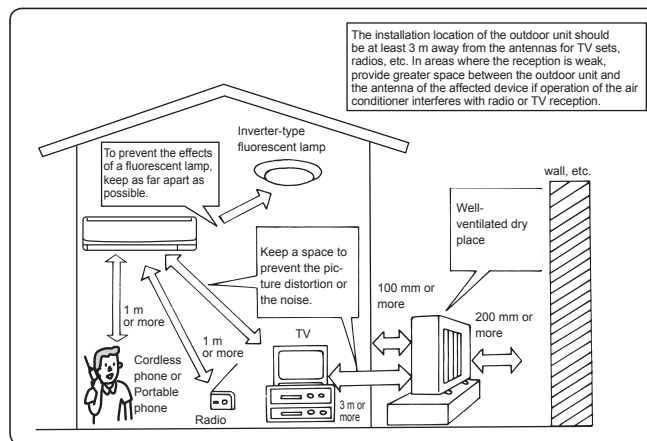 The installation location of the outdoor unit should
be at least 3 m away from the antennas for TV sets,
radios, etc. In areas where the reception is weak,
provide greater space between the outdoor unit and
the antenna of the affected device if operation of the air
conditioner interferes with radio or TV reception.
Inverter-type
fluorescent lamp
To prevent the effects
of a fluorescent lamp,
keep as far apart as
possible.
wall, etc.
Well-
ventilated dry
place
Keep a space to
prevent the pic-
ture distortion or
the noise.
100 mm or
more
200 mm or
more
1 m
or more
1 m
or more
TV
Cordless
phone or
Portable
phone
Radio
3 m or
more